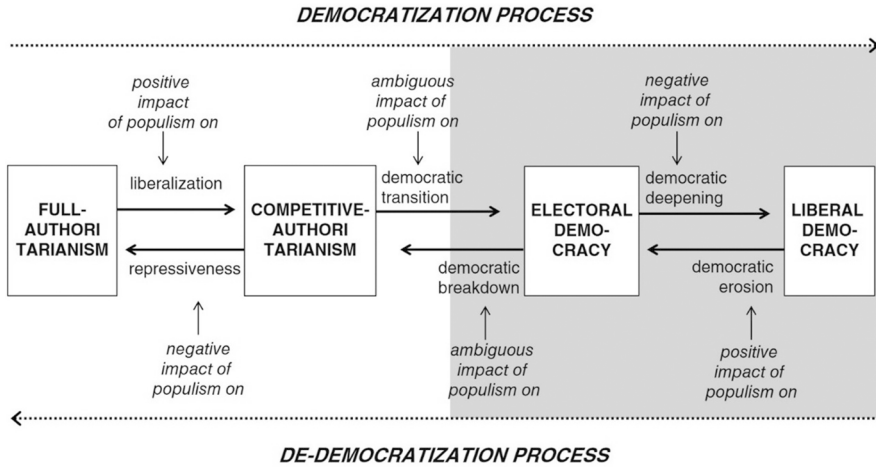 DEMOCRATIZATION PROCESS
positive
impact
of populism on
ambiguous
impact of
populism on
negative
impact of
populism on
liberalization
democratic
transition
democratic
deepening
FULL-
AUTHORI
TARIANISM
COMPETITIVE-
AUTHORI
TARIANISM
ELECTORAL
DEMO-
CRACY
LIBERAL
DEMO-
CRACY
repressiveness
democratic
breakdown
democratic
erosion
negative
impact of
populism on
ambiguous
impact of
populism on
positive
impact of
populism on
DE-DEMOCRATIZATION PROCESS